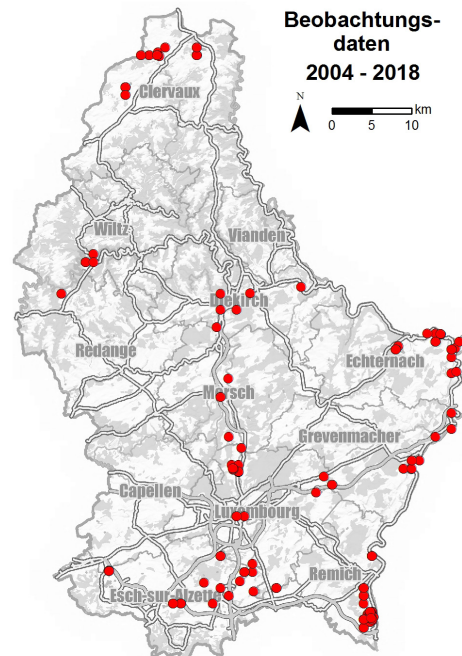 Beobachtungs-
daten
2004 - 2018
N
km
0 5 10
Clervaux
Wiltz
Vianden
Diekirch
Redange
Echternach
Mersch
Grevenmacher
Capellen
Luxembourg
Remich
Esch-sur-Alzette